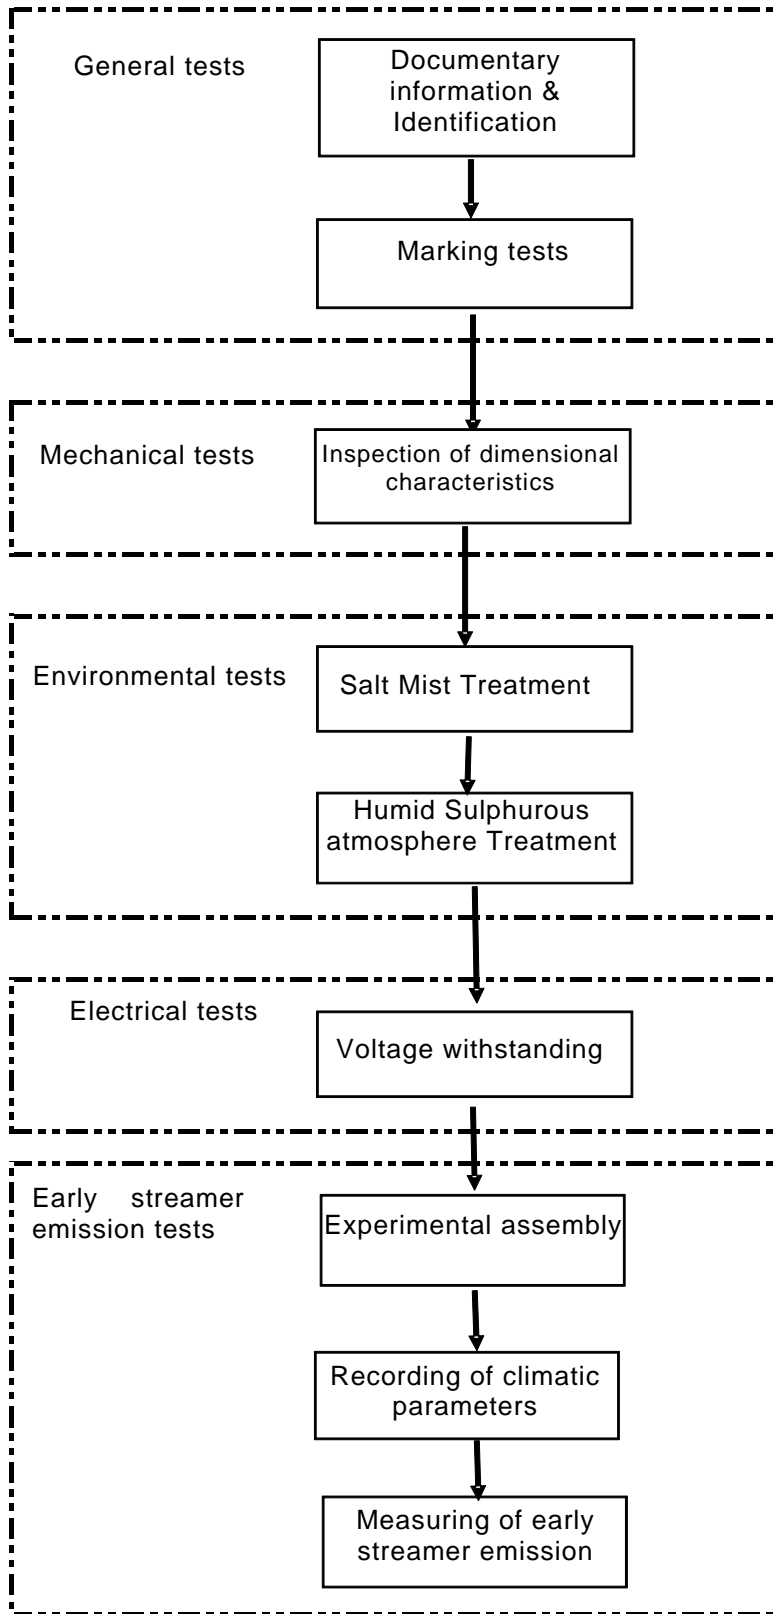 General tests
Documentary
information &
Identification
Marking tests
Mechanical tests
Inspection of dimensional
characteristics
Environmental tests
Salt Mist Treatment
Humid Sulphurous
atmosphere Treatment
Electrical tests
Voltage withstanding
Early streamer
emission tests
Experimental assembly
Recording of climatic
parameters
Measuring of early
streamer emission